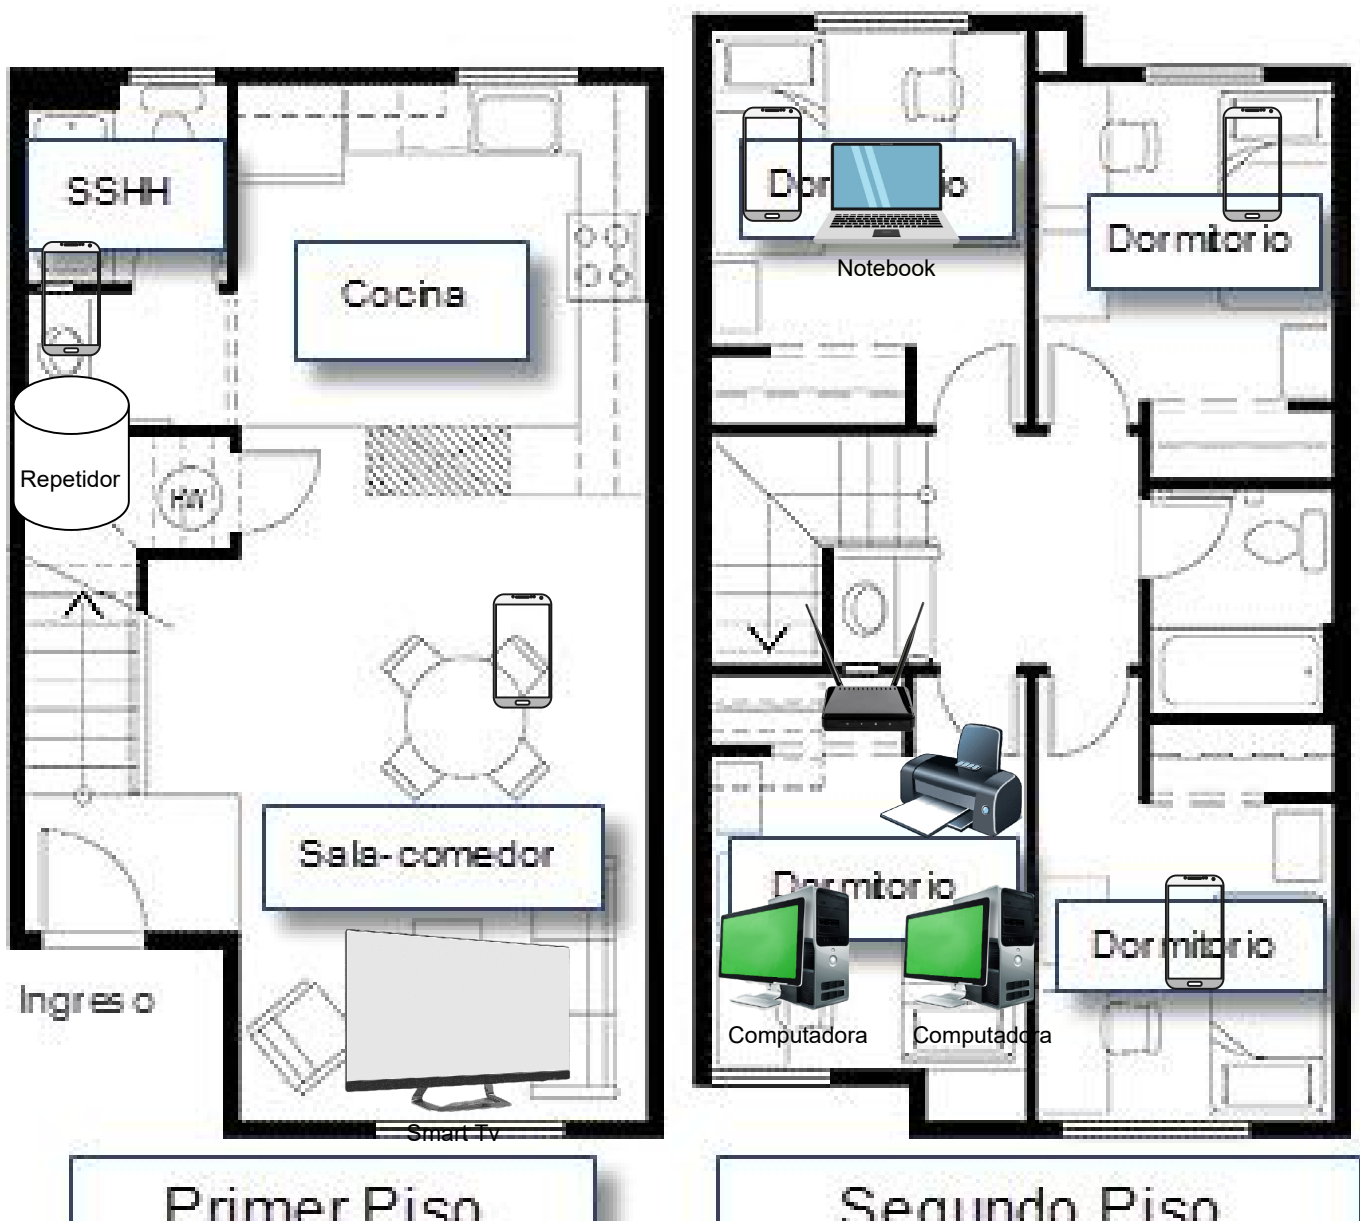 SSHH
Cocina
Repetidor
HW
Sala-comedor
Ingreso
Smart Tv
Primer Piso
Dormitorio
Notebook
Dormitorio
Dormitorio
Computadora
Computadora
Dormitorio
Segundo Piso